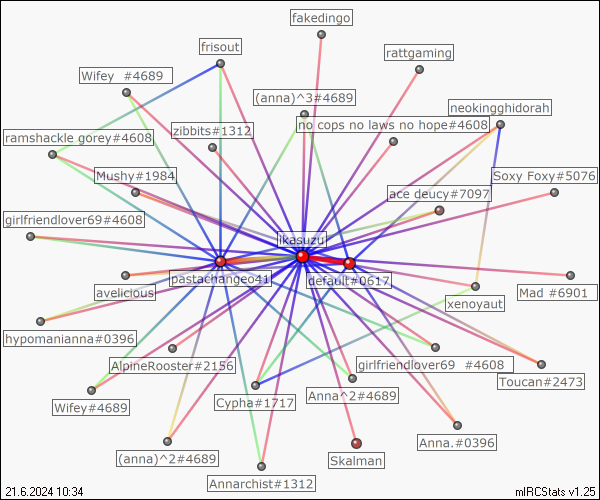 fakedingo
frisout
rattgaming
Wifey #4689
(anna)^3#4689
neokingghidorah
zibbits#1312
no cops no laws no hope#4608
ramshackle gorey#4608
Mushy#1984
Soxy Foxy#5076
ace deucy#7097
girlfriendlover69#4608
ikasuzu
pastachangeo41
default#0617
avelicious
Mad #6901
xenoyaut
hypomanianna#0396
AlpineRooster#2156
girlfriendlover69 #4608
Toucan#2473
Wifey#4689
Cypha#1717
Anna^2#4689
(anna)^2#4689
Skalman
Anna.#0396
Annarchist#1312
21.6.2024 10:34
mIRCStats v1.25